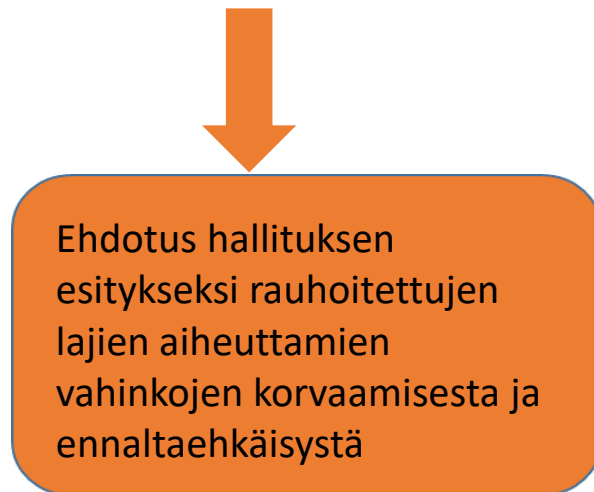 Ehdotus hallituksen
esitykseksi rauhoitettujen
lajien aiheuttamien
vahinkojen korvaamisesta ja
ennaltaehkäisystä